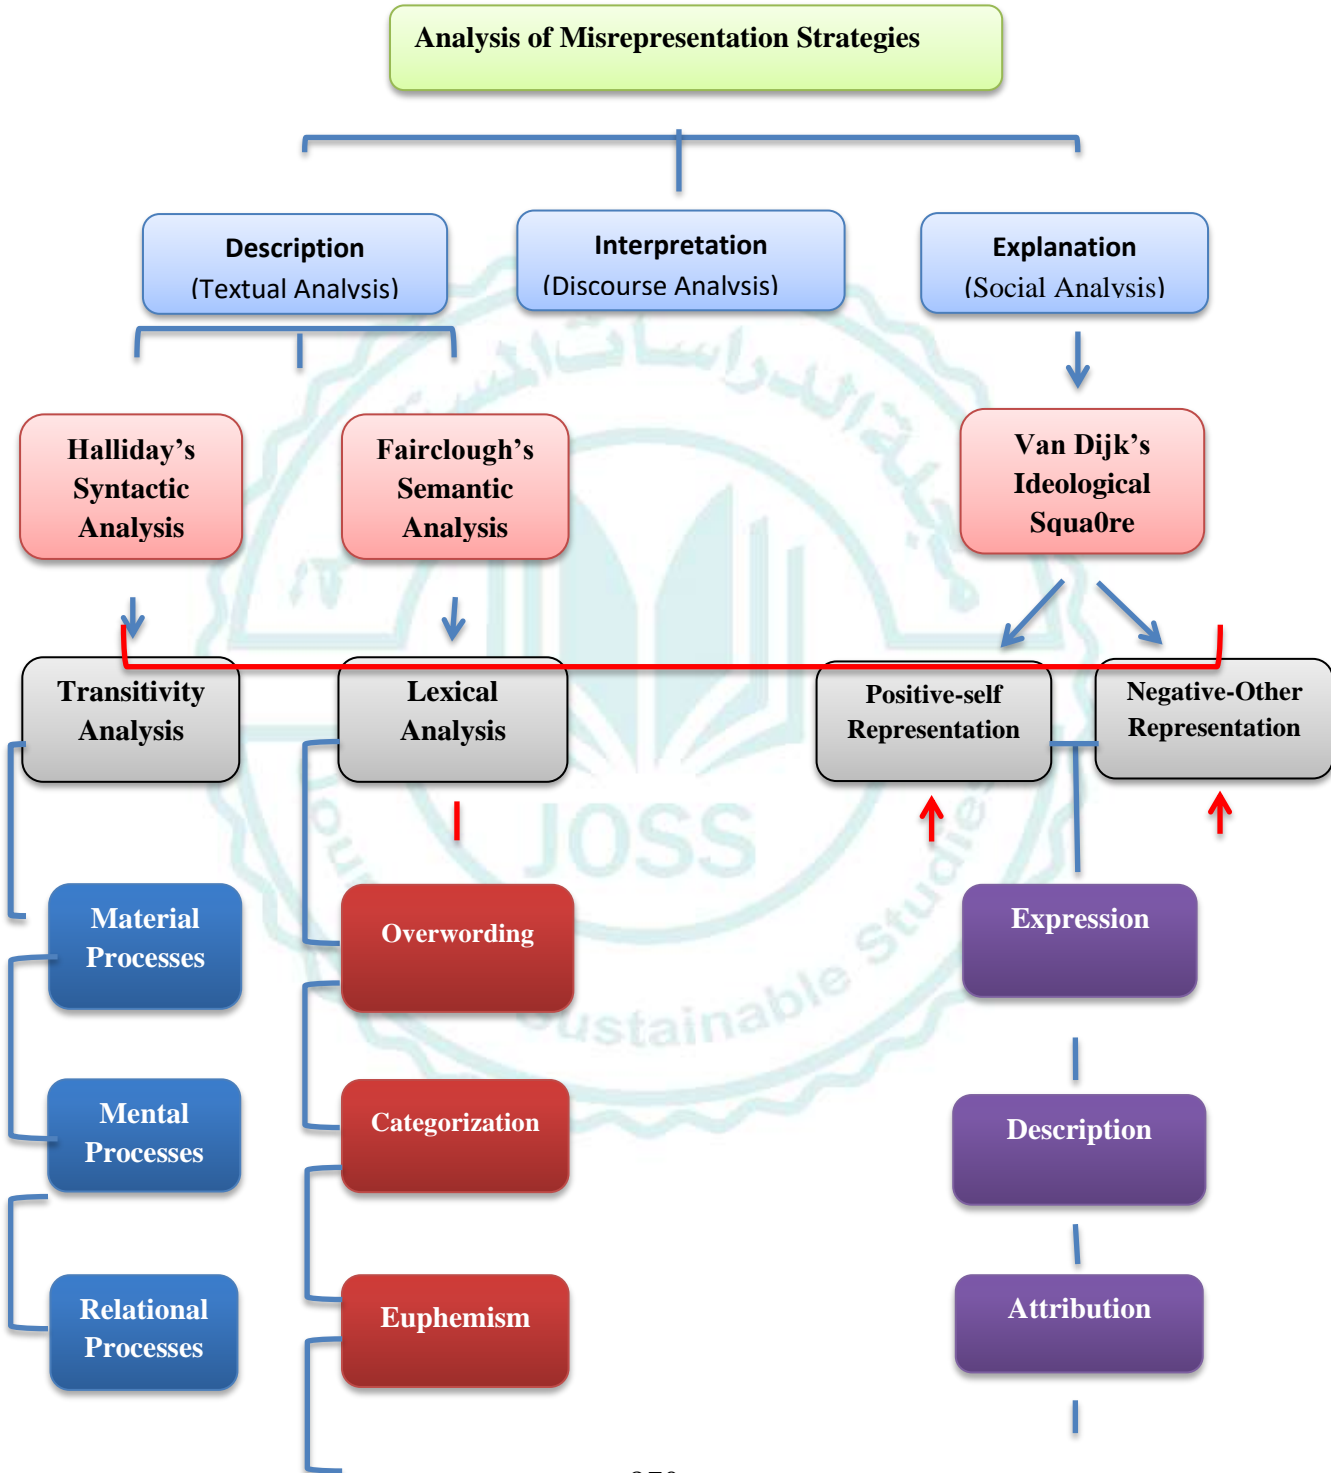 Analysis of Misrepresentation Strategies
Description
(Textual Analysis)
Interpretation
(Discourse Analysis)
Explanation
(Social Analysis)
Halliday’s
Syntactic
Analysis
Fairclough’s
Semantic
Analysis
Van Dijk’s
Ideological
Squa0re
Transitivity
Analysis
Lexical
Analysis
Positive-self
Representation
Negative-Other
Representation
JOSS
Sustainable Studies
Material
Processes
Overwording
Expression
Mental
Processes
Categorization
Description
Relational
Processes
Euphemism
Attribution